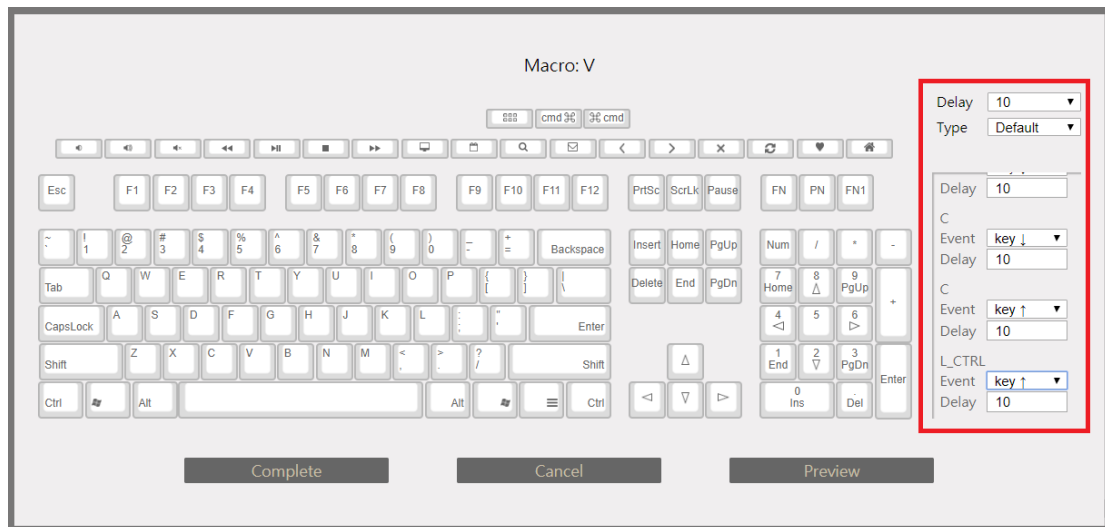 Macro: V
cmd ⌘ ⌘ cmd
Esc F1 F2 F3 F4 F5 F6 F7 F8 F9 F10 F11 F12 PrtSc ScrLk Pause FN PN FN1
~ ! @ # $ % ^ & * ( ) _ +
` 1 2 3 4 5 6 7 8 9 0 - = Backspace Insert Home PgUp Num / * -
Tab Q W E R T Y U I O P { } |
[ ] \ Delete End PgDn 7 Home 8 △ 9 PgUp +
CapsLock A S D F G H J K L : "
; ' Enter 4 ◁ 5 6 ▷
Shift Z X C V B N M < > ?
, . / Shift △ 1 End 2 ▽ 3 PgDn Enter
Ctrl Alt Alt Ctrl ◁ ▽ ▷ 0 Ins . Del
Delay 10
Type Default
Delay 10
C
Event key ↓
Delay 10
C
Event key ↑
Delay 10
L_CTRL
Event key ↑
Delay 10
Complete Cancel Preview